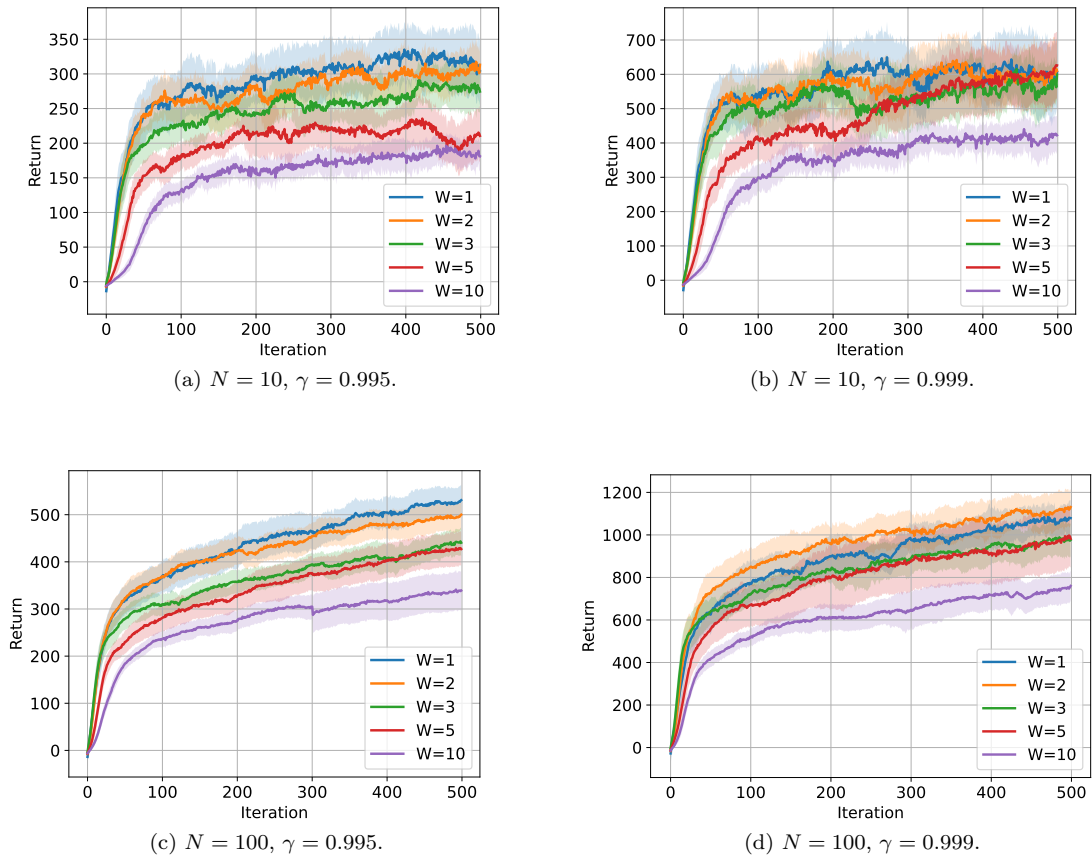 350
300
250
200
150
100
50
0
Return
0 100 200 300 400 500
Iteration
W=1
W=2
W=3
W=5
W=10
(a) N = 10, γ = 0.995.
700
600
500
400
300
200
100
0
Return
0 100 200 300 400 500
Iteration
W=1
W=2
W=3
W=5
W=10
(b) N = 10, γ = 0.999.
500
400
300
200
100
0
Return
0 100 200 300 400 500
Iteration
W=1
W=2
W=3
W=5
W=10
(c) N = 100, γ = 0.995.
1200
1000
800
600
400
200
0
Return
0 100 200 300 400 500
Iteration
W=1
W=2
W=3
W=5
W=10
(d) N = 100, γ = 0.999.